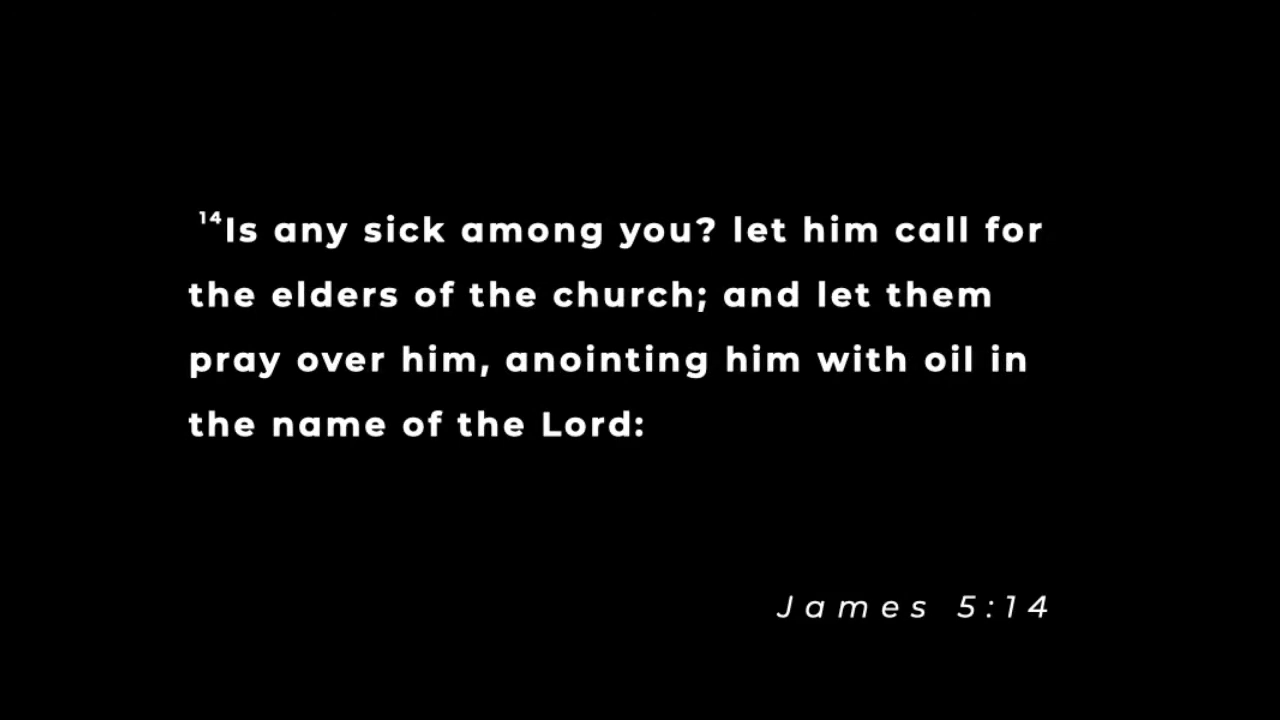 ¹⁴Is any sick among you? let him call for
the elders of the church; and let them
pray over him, anointing him with oil in
the name of the Lord:
James 5:14